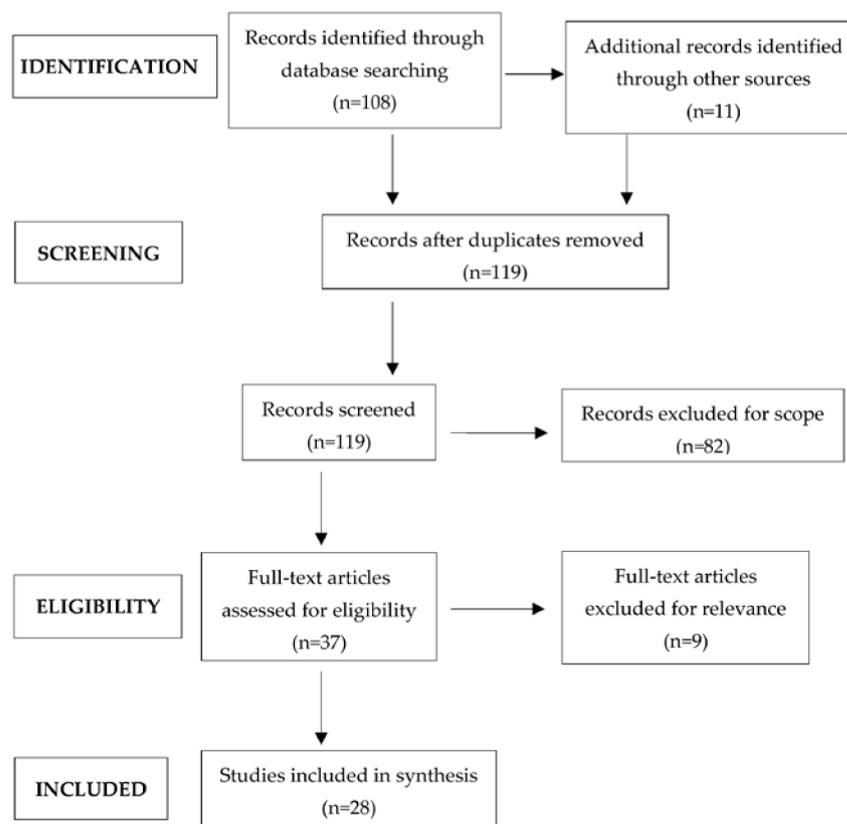 IDENTIFICATION
Records identified through
database searching
(n=108)
Additional records identified
through other sources
(n=11)
SCREENING
Records after duplicates removed
(n=119)
Records screened
(n=119)
Records excluded for scope
(n=82)
ELIGIBILITY
Full-text articles
assessed for eligibility
(n=37)
Full-text articles
excluded for relevance
(n=9)
INCLUDED
Studies included in synthesis
(n=28)